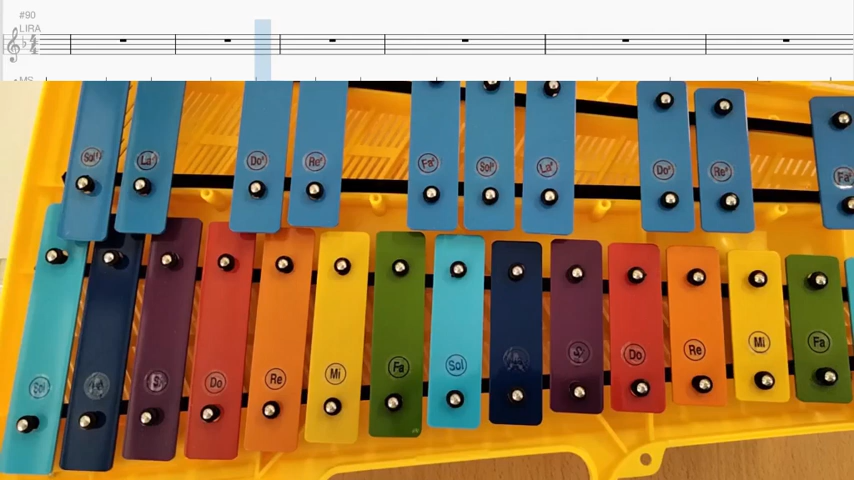 #90
LIRA
Sol# La# Do# Re# Fa# Sol# La# Do# Re# Fa#
Sol La Si Do Re Mi Fa Sol La Si Do Re Mi Fa